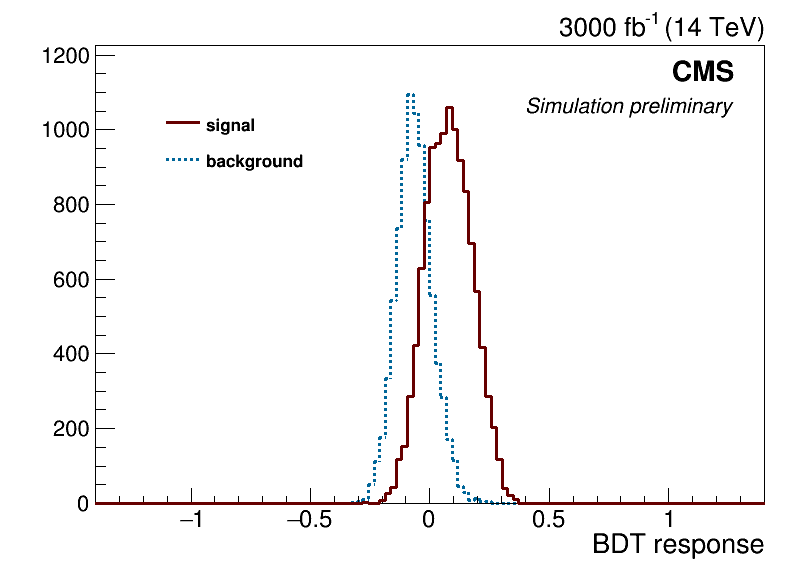 3000 fb⁻¹ (14 TeV)
CMS
Simulation preliminary
signal
background
1200
1000
800
600
400
200
0
−1 −0.5 0 0.5 1
BDT response